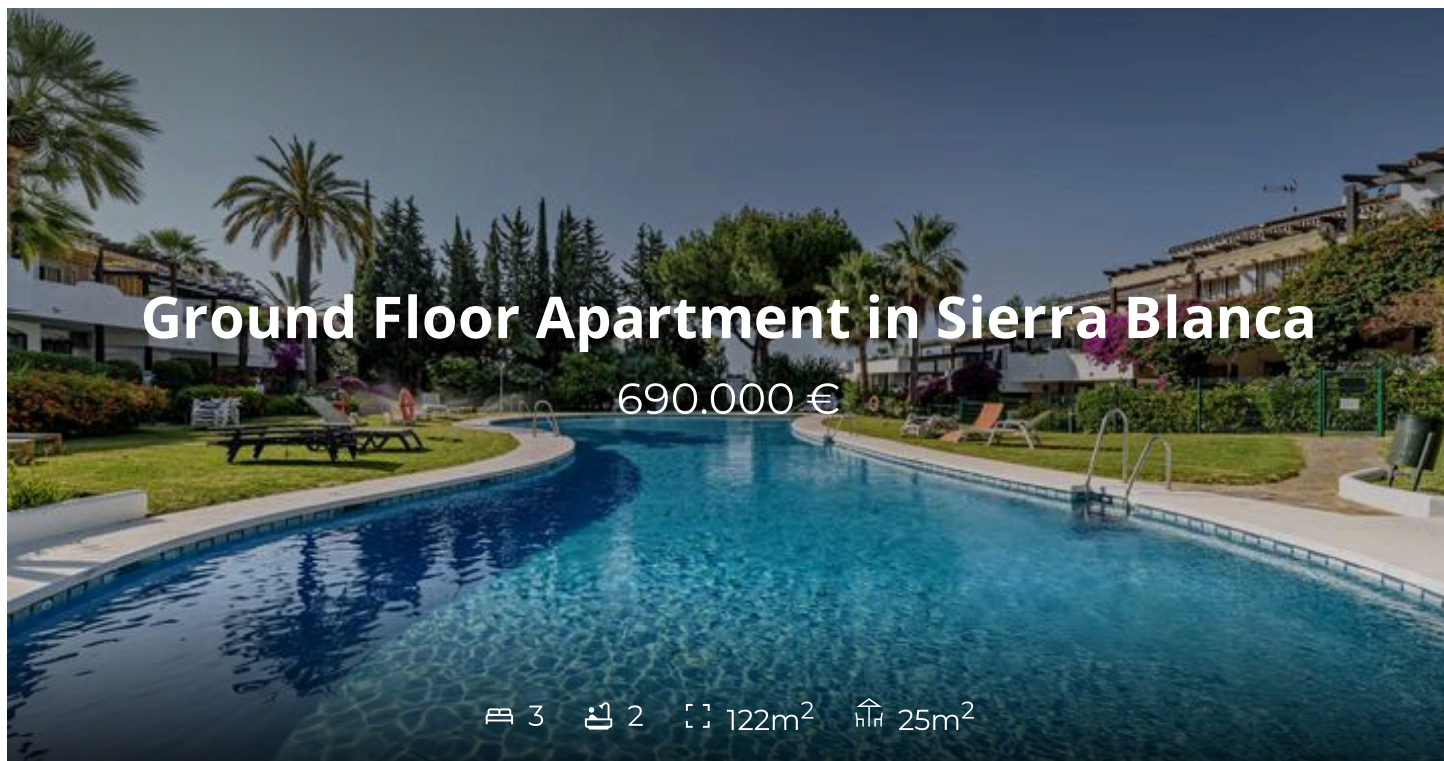 Ground Floor Apartment in Sierra Blanca
690.000 €
3 2 122m² 25m²